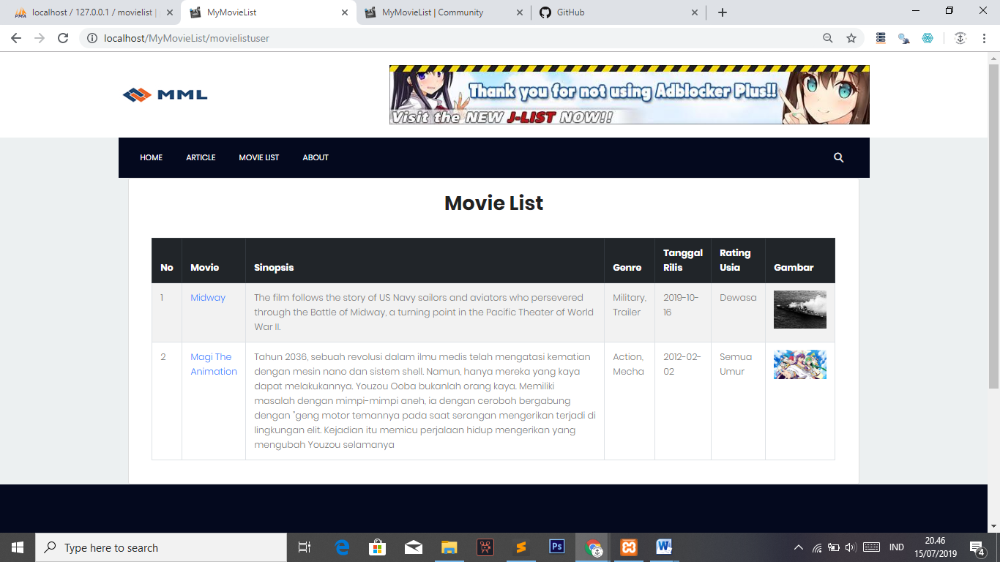 localhost / 127.0.0.1 / movielist |
MyMovieList
MyMovieList | Community
GitHub
localhost/MyMovieList/movielistuser
MML
Thank you for not using Adblocker Plus!!
Visit the NEW J-LIST NOW!!
HOME
ARTICLE
MOVIE LIST
ABOUT
Movie List
No
Movie
Sinopsis
Genre
Tanggal
Rilis
Rating
Usia
Gambar
1
Midway
The film follows the story of US Navy sailors and aviators who persevered
through the Battle of Midway, a turning point in the Pacific Theater of World
War II.
Military,
Trailer
2019-10-
16
Dewasa
2
Magi The
Animation
Tahun 2036, sebuah revolusi dalam ilmu medis telah mengatasi kematian
dengan mesin nano dan sistem shell. Namun, hanya mereka yang kaya
dapat melakukannya. Youzou Ooba bukanlah orang kaya. Memiliki
masalah dengan mimpi-mimpi aneh, ia dengan ceroboh bergabung
dengan "geng motor temannya pada saat serangan mengerikan terjadi di
lingkungan elit. Kejadian itu memicu perjalaan hidup mengerikan yang
mengubah Youzou selamanya
Action,
Mecha
2012-02-
02
Semua
Umur
Type here to search
Ps
IND
20.46
15/07/2019
4